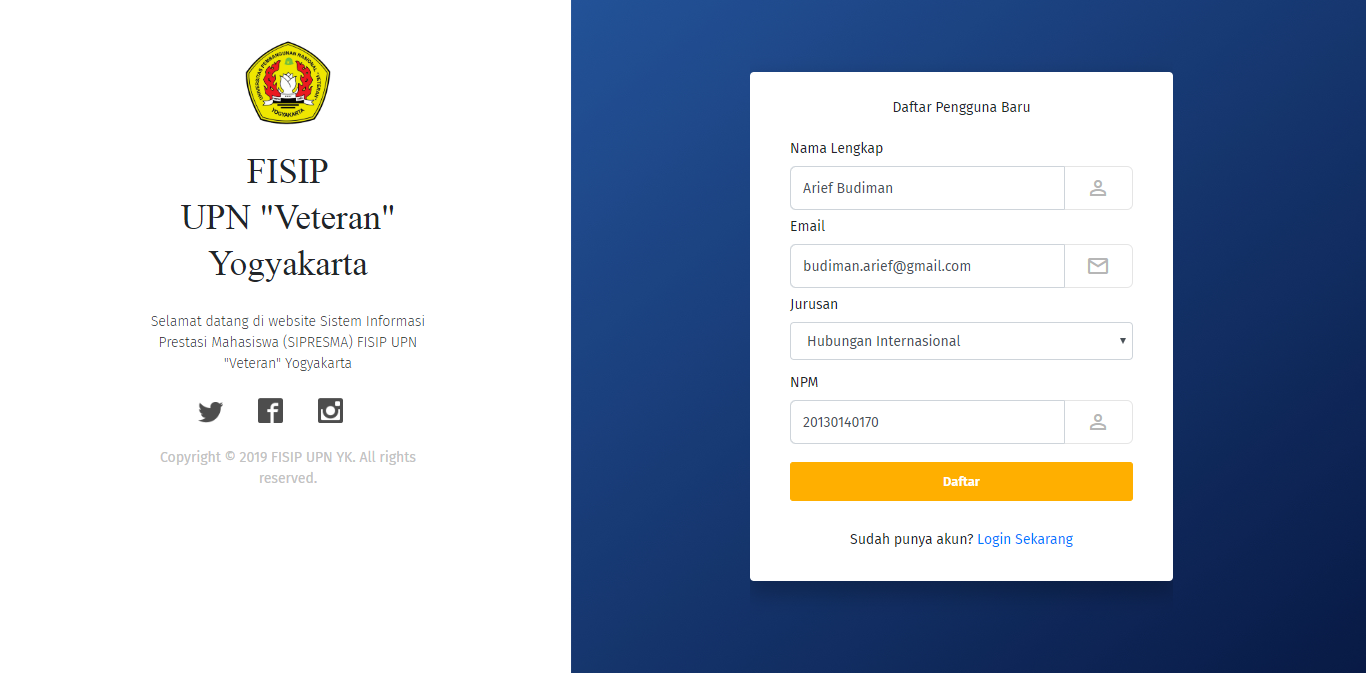 UNIVERSITAS PEMBANGUNAN NASIONAL "VETERAN"
YOGYAKARTA
FISIP
UPN "Veteran"
Yogyakarta
Selamat datang di website Sistem Informasi
Prestasi Mahasiswa (SIPRESMA) FISIP UPN
"Veteran" Yogyakarta
Copyright © 2019 FISIP UPN YK. All rights
reserved.
Daftar Pengguna Baru
Nama Lengkap
Arief Budiman
Email
budiman.arief@gmail.com
Jurusan
Hubungan Internasional
NPM
20130140170
Daftar
Sudah punya akun? Login Sekarang